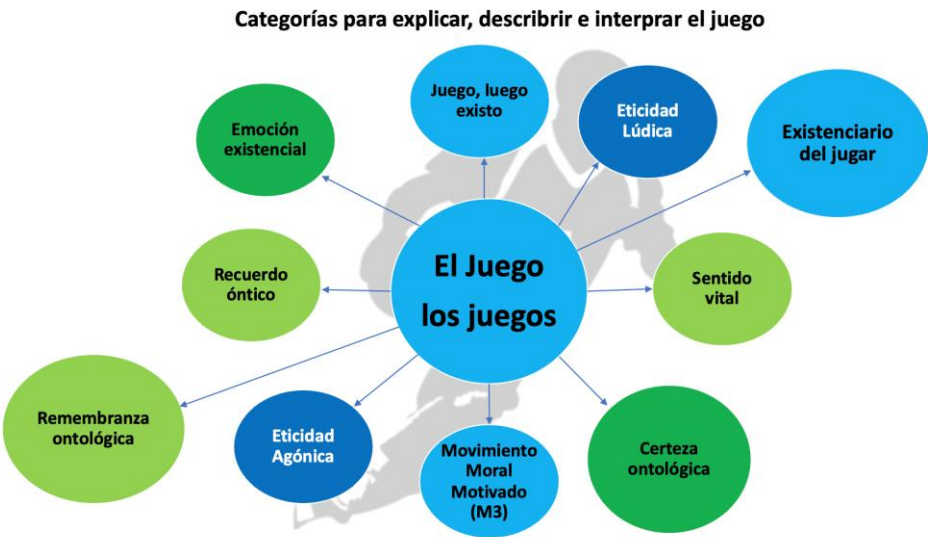 Categorías para explicar, describrir e interprar el juego
Juego, luego
existo
Eticidad
Lúdica
Emoción
existencial
Existenciario
del jugar
El Juego
los juegos
Recuerdo
óntico
Sentido
vital
Remembranza
ontológica
Eticidad
Agónica
Movimiento
Moral
Motivado
(M3)
Certeza
ontológica